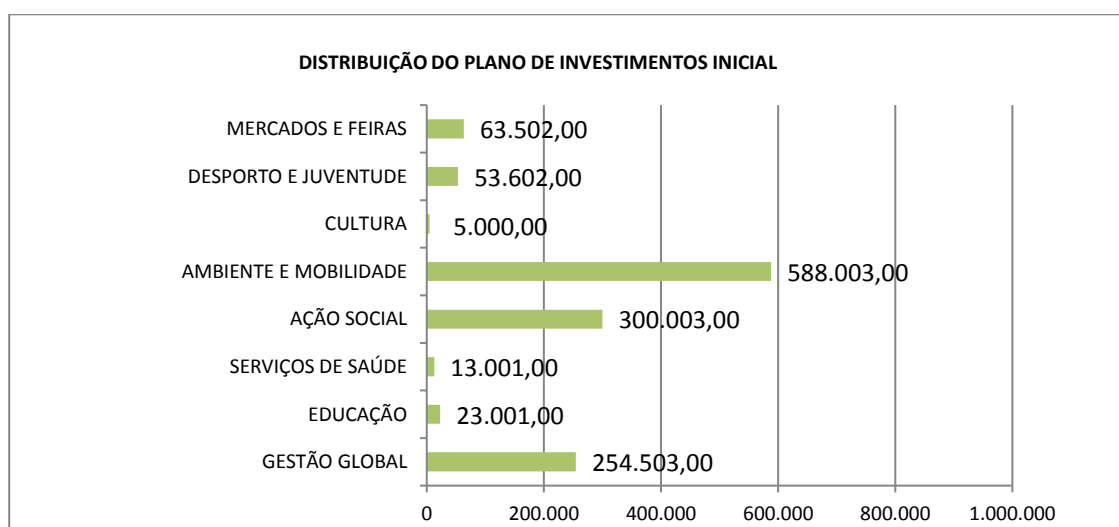 DISTRIBUIÇÃO DO PLANO DE INVESTIMENTOS INICIAL
MERCADOS E FEIRAS 63.502,00
DESPORTO E JUVENTUDE 53.602,00
CULTURA 5.000,00
AMBIENTE E MOBILIDADE 588.003,00
AÇÃO SOCIAL 300.003,00
SERVIÇOS DE SAÚDE 13.001,00
EDUCAÇÃO 23.001,00
GESTÃO GLOBAL 254.503,00
0 200.000 400.000 600.000 800.000 1.000.000